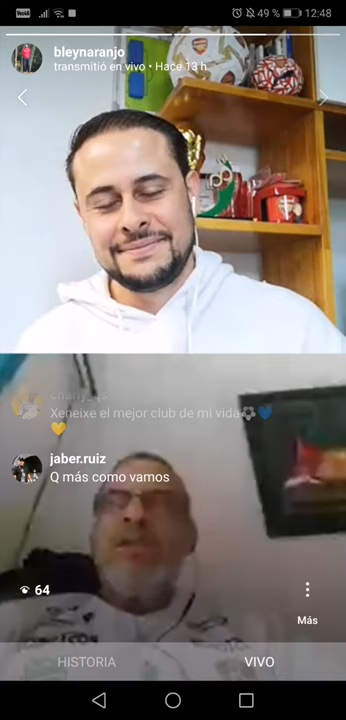 49 % 12:48
bleynaranjo
transmitió en vivo • Hace 13 h
Xeneixe el mejor club de mi vida⚽💙
💛
jaber.ruiz
Q más como vamos
64
Más
HISTORIA
VIVO